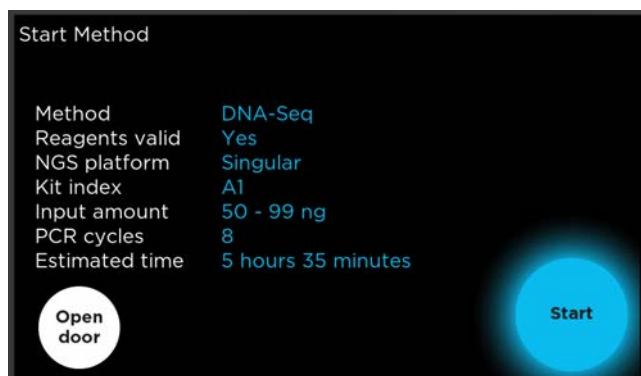 Start Method
Method DNA-Seq
Reagents valid Yes
NGS platform Singular
Kit index A1
Input amount 50 - 99 ng
PCR cycles 8
Estimated time 5 hours 35 minutes
Open
door
Start